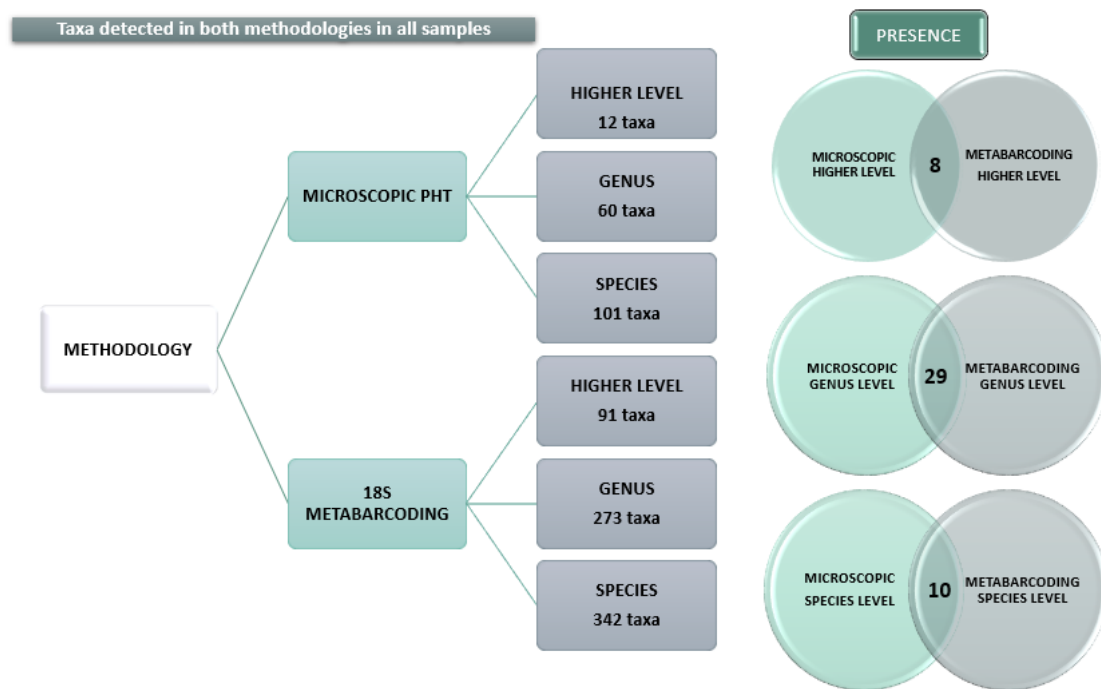 Taxa detected in both methodologies in all samples
PRESENCE
METHODOLOGY
MICROSCOPIC PHT
HIGHER LEVEL
12 taxa
GENUS
60 taxa
SPECIES
101 taxa
18S
METABARCODING
HIGHER LEVEL
91 taxa
GENUS
273 taxa
SPECIES
342 taxa
MICROSCOPIC
HIGHER LEVEL
8
METABARCODING
HIGHER LEVEL
MICROSCOPIC
GENUS LEVEL
29
METABARCODING
GENUS LEVEL
MICROSCOPIC
SPECIES LEVEL
10
METABARCODING
SPECIES LEVEL